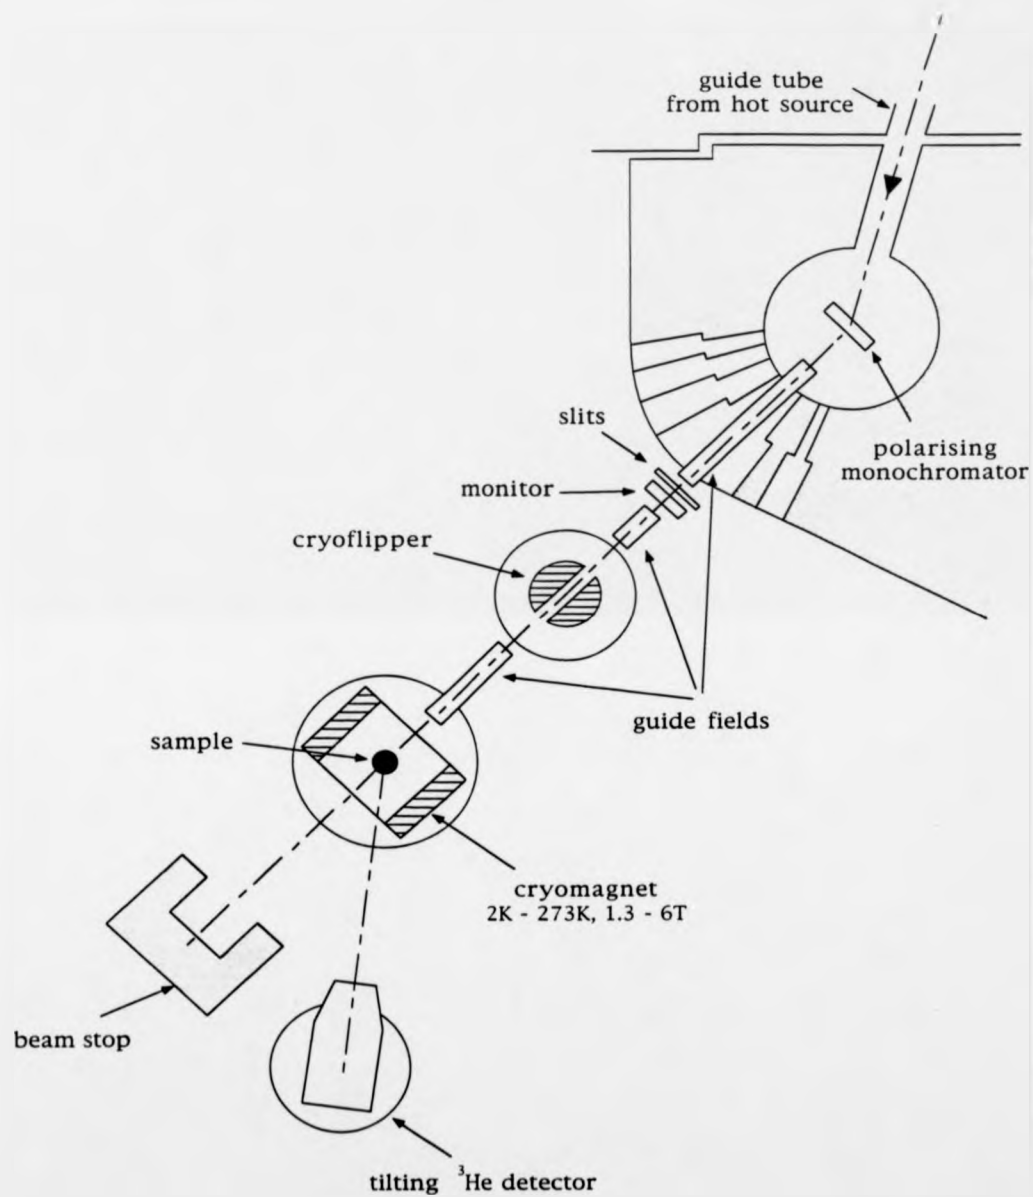 guide tube
from hot source
polarising
monochromator
slits
monitor
cryoflipper
guide fields
sample
cryomagnet
2K - 273K, 1.3 - 6T
beam stop
tilting ³He detector